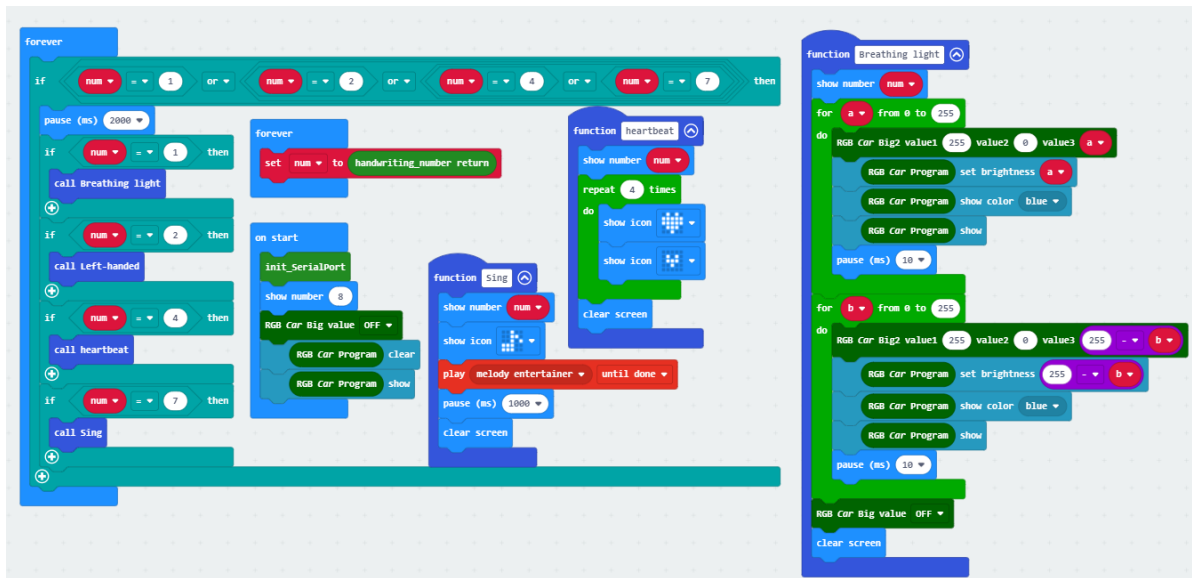 forever
if num = 1 or num = 2 or num = 4 or num = 7 then
pause (ms) 2000
if num = 1 then
call Breathing light
if num = 2 then
call Left-handed
if num = 4 then
call heartbeat
if num = 7 then
call Sing
forever
set num to handwriting_number return
on start
init_SerialPort
show number 8
RGB Car Big value OFF
RGB Car Program clear
RGB Car Program show
function Sing
show number num
show icon
play melody entertainer until done
pause (ms) 1000
clear screen
function heartbeat
show number num
repeat 4 times
do
show icon
show icon
clear screen
function Breathing light
show number num
for a from 0 to 255
do RGB Car Big2 value1 255 value2 0 value3 a
RGB Car Program set brightness a
RGB Car Program show color blue
RGB Car Program show
pause (ms) 10
for b from 0 to 255
do RGB Car Big2 value1 255 value2 0 value3 255 - b
RGB Car Program set brightness 255 - b
RGB Car Program show color blue
RGB Car Program show
pause (ms) 10
RGB Car Big value OFF
clear screen